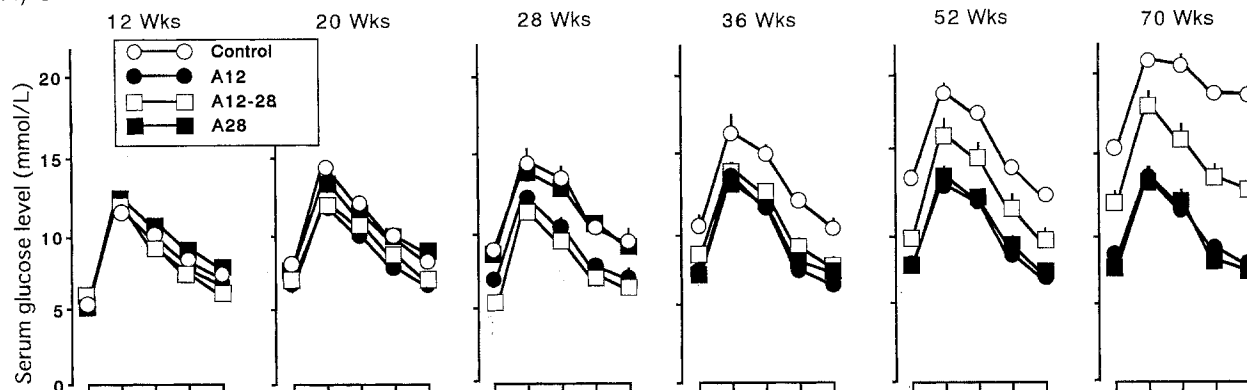 12 Wks 20 Wks 28 Wks 36 Wks 52 Wks 70 Wks
Control
A12
A12-28
A28
Serum glucose level (mmol/L)
20
15
10
5
0